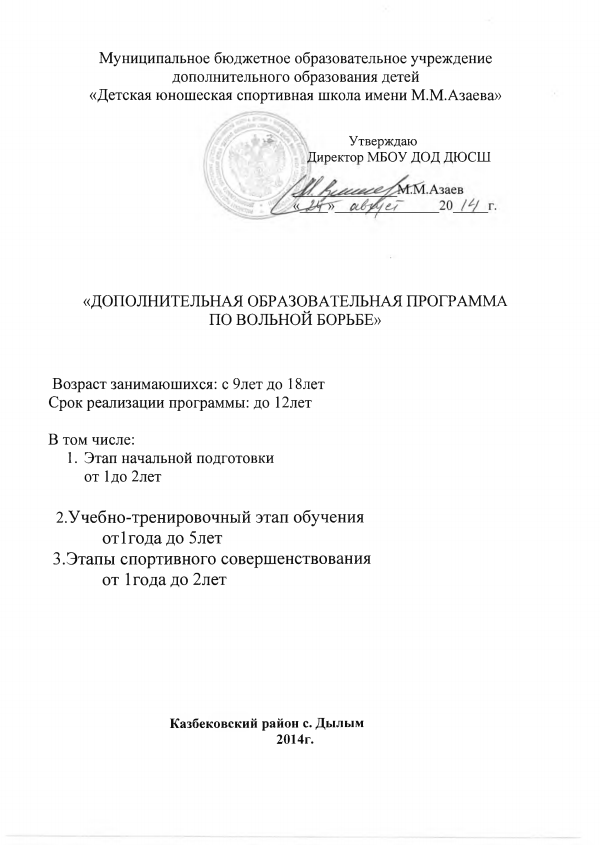 Муниципальное бюджетное образовательное учреждение
дополнительного образования детей
«Детская юношеская спортивная школа имени М.М.Азаева»
Утверждаю
Директор МБОУ ДОД ДЮСШ
М.М.Азаев
« » август 2014 г.
«ДОПОЛНИТЕЛЬНАЯ ОБРАЗОВАТЕЛЬНАЯ ПРОГРАММА
ПО ВОЛЬНОЙ БОРЬБЕ»
Возраст занимаюшихся: с 9лет до 18лет
Срок реализации программы: до 12лет
В том числе:
1. Этап начальной подготовки
от 1до 2лет
2.Учебно-тренировочный этап обучения
от1года до 5лет
3.Этапы спортивного совершенствования
от 1года до 2лет
Казбековский район с. Дылым
2014г.